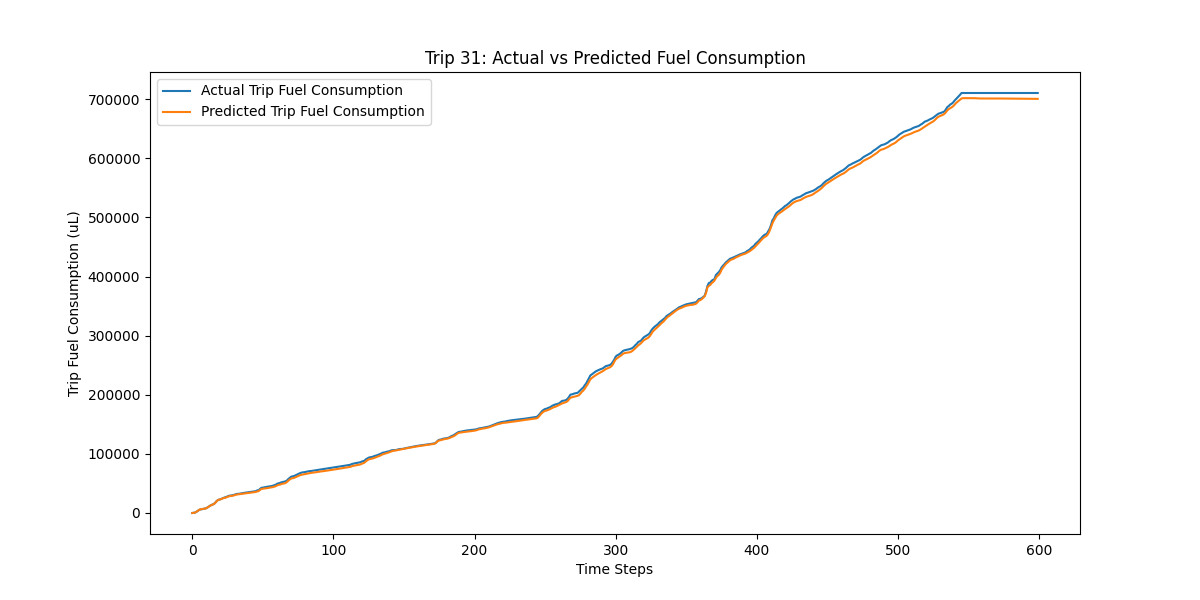 Trip 31: Actual vs Predicted Fuel Consumption
Actual Trip Fuel Consumption
Predicted Trip Fuel Consumption
Trip Fuel Consumption (uL)
700000
600000
500000
400000
300000
200000
100000
0
0 100 200 300 400 500 600
Time Steps